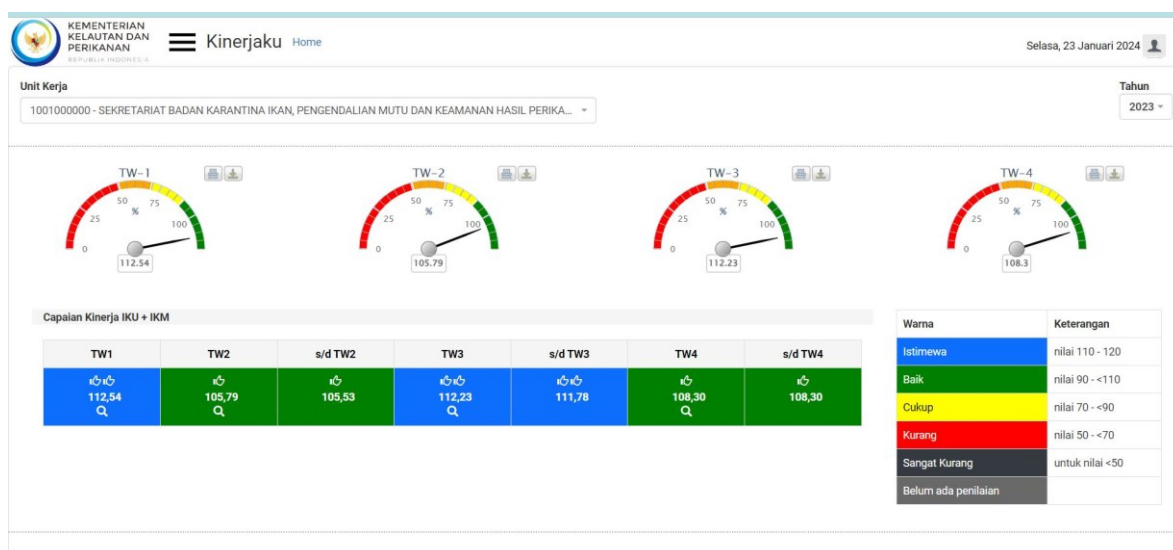 KEMENTERIAN
KELAUTAN DAN
PERIKANAN
REPUBLIK INDONESIA
Kinerjaku Home
Selasa, 23 Januari 2024
Unit Kerja
Tahun
1001000000 - SEKRETARIAT BADAN KARANTINA IKAN, PENGENDALIAN MUTU DAN KEAMANAN HASIL PERIKA...
2023
TW-1
0 25 50 75 100
%
112.54
TW-2
0 25 50 75 100
%
105.79
TW-3
0 25 50 75 100
%
112.23
TW-4
0 25 50 75 100
%
108.3
Capaian Kinerja IKU + IKM
TW1 TW2 s/d TW2 TW3 s/d TW3 TW4 s/d TW4
112,54 105,79 105,53 112,23 111,78 108,30 108,30
Warna Keterangan
Istimewa nilai 110 - 120
Baik nilai 90 - <110
Cukup nilai 70 - <90
Kurang nilai 50 - <70
Sangat Kurang untuk nilai <50
Belum ada penilaian